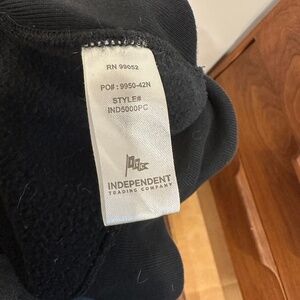 RN 99052
PO#: 9950-42N
STYLE#
IND5000PC
INDEPENDENT
TRADING COMPANY